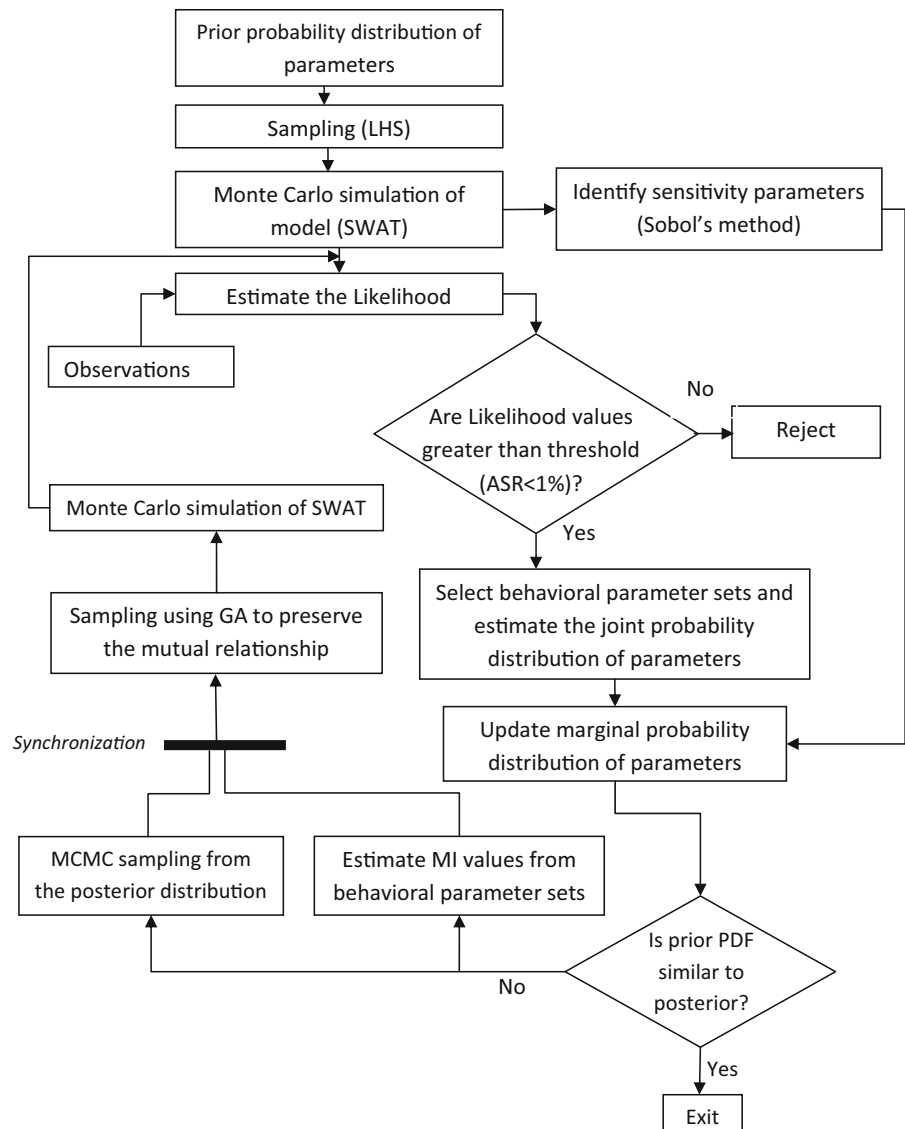 Prior probability distribution of
parameters
Sampling (LHS)
Monte Carlo simulation of
model (SWAT)
Identify sensitivity parameters
(Sobol’s method)
Estimate the Likelihood
Observations
Are Likelihood values
greater than threshold
(ASR<1%)?
No
Reject
Yes
Monte Carlo simulation of SWAT
Select behavioral parameter sets and
estimate the joint probability
distribution of parameters
Sampling using GA to preserve
the mutual relationship
Update marginal probability
distribution of parameters
Synchronization
MCMC sampling from
the posterior distribution
Estimate MI values from
behavioral parameter sets
Is prior PDF
similar to
posterior?
No
Yes
Exit